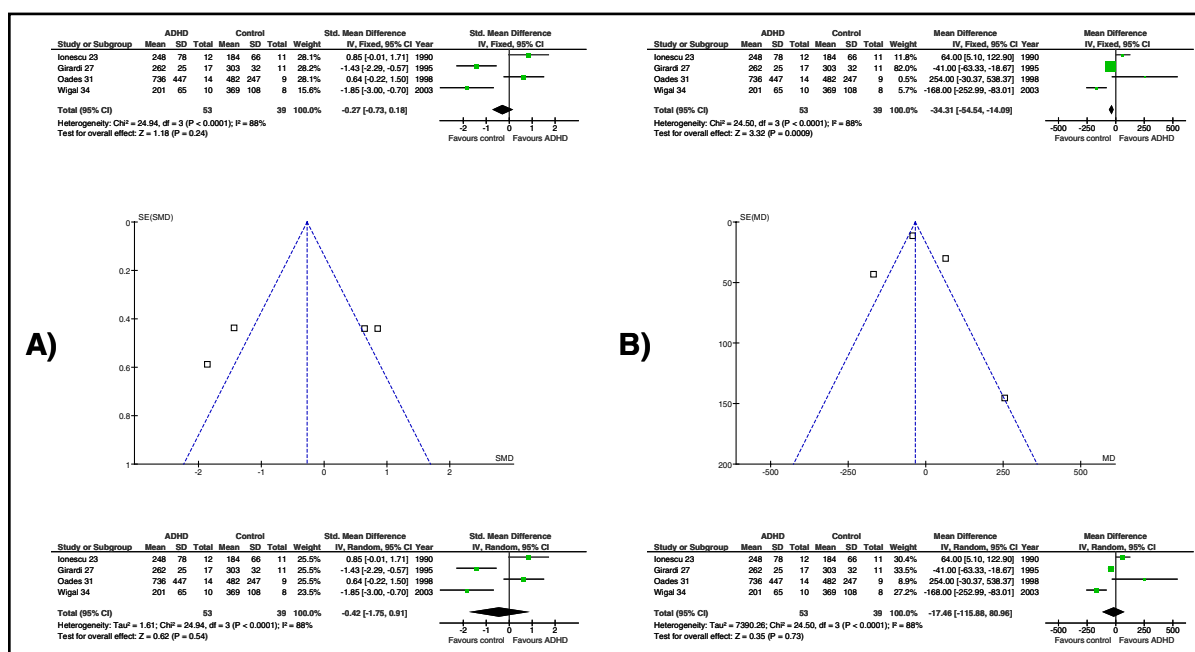 ADHD Control Std. Mean Difference Std. Mean Difference
Study or Subgroup Mean SD Total Mean SD Total Weight IV, Fixed, 95% CI Year IV, Fixed, 95% CI
Ionescu 23 248 78 12 184 66 11 28.1% 0.85 [-0.01, 1.71] 1990
Girardi 27 262 25 17 303 32 11 28.2% -1.43 [-2.29, -0.57] 1995
Oades 31 736 447 14 482 247 9 28.1% 0.64 [-0.22, 1.50] 1998
Wigal 34 201 65 10 369 108 8 15.6% -1.85 [-3.00, -0.70] 2003
Total (95% CI) 53 39 100.0% -0.27 [-0.73, 0.18]
Heterogeneity: Chi² = 24.94, df = 3 (P < 0.0001); I² = 88%
Test for overall effect: Z = 1.18 (P = 0.24)
-2 -1 0 1 2
Favours control Favours ADHD
ADHD Control Mean Difference Mean Difference
Study or Subgroup Mean SD Total Mean SD Total Weight IV, Fixed, 95% CI Year IV, Fixed, 95% CI
Ionescu 23 248 78 12 184 66 11 11.8% 64.00 [5.10, 122.90] 1990
Girardi 27 262 25 17 303 32 11 82.0% -41.00 [-63.33, -18.67] 1995
Oades 31 736 447 14 482 247 9 0.5% 254.00 [-30.37, 538.37] 1998
Wigal 34 201 65 10 369 108 8 5.7% -168.00 [-252.99, -83.01] 2003
Total (95% CI) 53 39 100.0% -34.31 [-54.54, -14.09]
Heterogeneity: Chi² = 24.50, df = 3 (P < 0.0001); I² = 88%
Test for overall effect: Z = 3.32 (P = 0.0009)
-500 -250 0 250 500
Favours control Favours ADHD
A)
SE(SMD)
0
0.2
0.4
0.6
0.8
1
-2 -1 0 1 2
SMD
B)
SE(MD)
0
50
100
150
200
-500 -250 0 250 500
MD
ADHD Control Std. Mean Difference Std. Mean Difference
Study or Subgroup Mean SD Total Mean SD Total Weight IV, Random, 95% CI Year IV, Random, 95% CI
Ionescu 23 248 78 12 184 66 11 25.5% 0.85 [-0.01, 1.71] 1990
Girardi 27 262 25 17 303 32 11 25.5% -1.43 [-2.29, -0.57] 1995
Oades 31 736 447 14 482 247 9 25.5% 0.64 [-0.22, 1.50] 1998
Wigal 34 201 65 10 369 108 8 23.5% -1.85 [-3.00, -0.70] 2003
Total (95% CI) 53 39 100.0% -0.42 [-1.75, 0.91]
Heterogeneity: Tau² = 1.61; Chi² = 24.94, df = 3 (P < 0.0001); I² = 88%
Test for overall effect: Z = 0.62 (P = 0.54)
-2 -1 0 1 2
Favours control Favours ADHD
ADHD Control Mean Difference Mean Difference
Study or Subgroup Mean SD Total Mean SD Total Weight IV, Random, 95% CI Year IV, Random, 95% CI
Ionescu 23 248 78 12 184 66 11 30.4% 64.00 [5.10, 122.90] 1990
Girardi 27 262 25 17 303 32 11 33.5% -41.00 [-63.33, -18.67] 1995
Oades 31 736 447 14 482 247 9 8.9% 254.00 [-30.37, 538.37] 1998
Wigal 34 201 65 10 369 108 8 27.2% -168.00 [-252.99, -83.01] 2003
Total (95% CI) 53 39 100.0% -17.46 [-115.88, 80.96]
Heterogeneity: Tau² = 7390.26; Chi² = 24.50, df = 3 (P < 0.0001); I² = 88%
Test for overall effect: Z = 0.35 (P = 0.73)
-500 -250 0 250 500
Favours control Favours ADHD